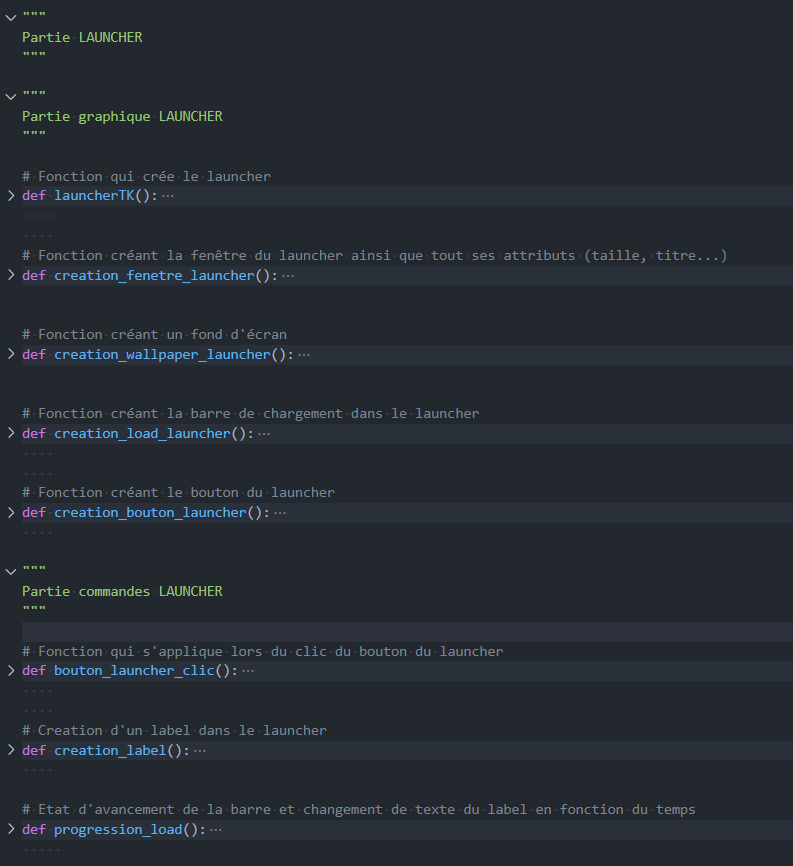 """
Partie LAUNCHER
"""
"""
Partie graphique LAUNCHER
"""
# Fonction qui crée le launcher
def launcherTK(): ···
# Fonction créant la fenêtre du launcher ainsi que tout ses attributs (taille, titre...)
def creation_fenetre_launcher(): ···
# Fonction créant un fond d'écran
def creation_wallpaper_launcher(): ···
# Fonction créant la barre de chargement dans le launcher
def creation_load_launcher(): ···
# Fonction créant le bouton du launcher
def creation_bouton_launcher(): ···
"""
Partie commandes LAUNCHER
"""
# Fonction qui s'applique lors du clic du bouton du launcher
def bouton_launcher_clic(): ···
# Creation d'un label dans le launcher
def creation_label(): ···
# Etat d'avancement de la barre et changement de texte du label en fonction du temps
def progression_load(): ···